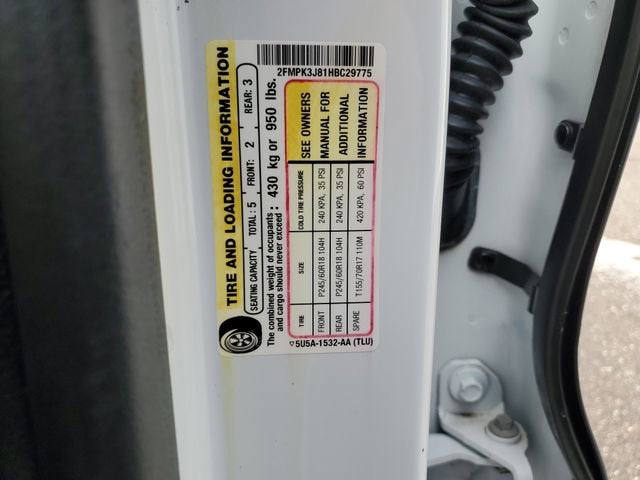 TIRE AND LOADING INFORMATION
SEATING CAPACITY TOTAL: 5 FRONT: 2 REAR: 3
The combined weight of occupants and cargo should never exceed: 430 kg or 950 lbs.
TIRE SIZE COLD TIRE PRESSURE SEE OWNERS
FRONT P245/60R18 104H 240 KPA, 35 PSI MANUAL FOR
REAR P245/60R18 104H 240 KPA, 35 PSI ADDITIONAL
SPARE T155/70R17 110M 420 KPA, 60 PSI INFORMATION
5U5A-1532-AA (TLU)
2FMPK3J81HBC29775